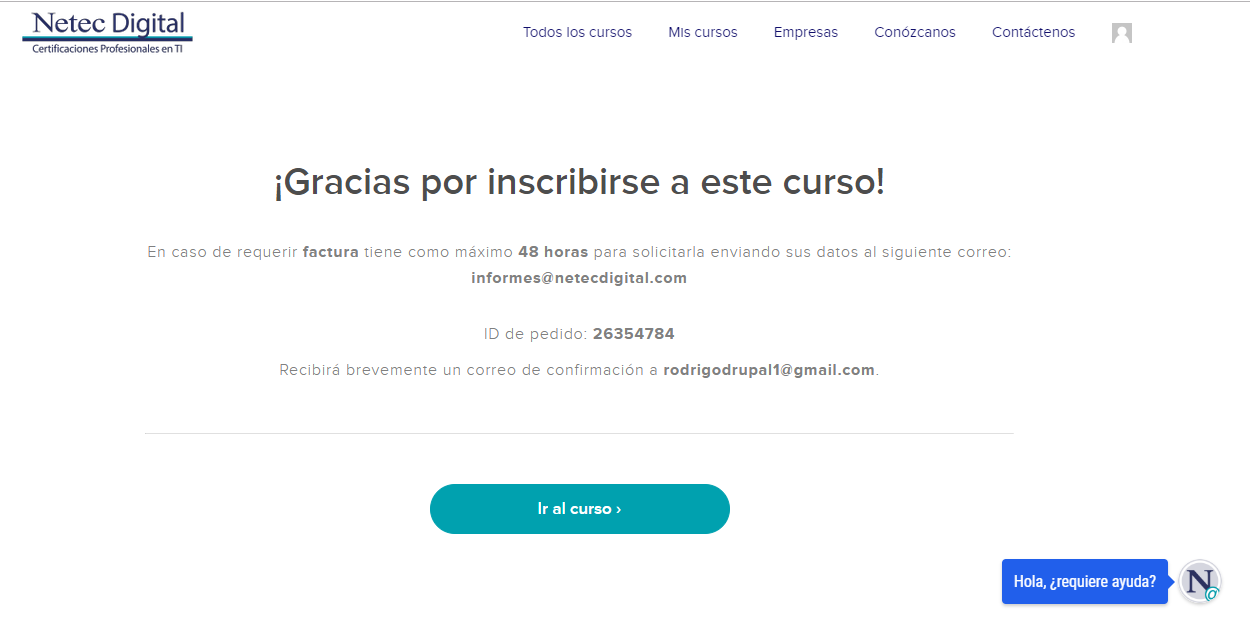 Netec Digital
Certificaciones Profesionales en TI
Todos los cursos Mis cursos Empresas Conózcanos Contáctenos
¡Gracias por inscribirse a este curso!
En caso de requerir factura tiene como máximo 48 horas para solicitarla enviando sus datos al siguiente correo:
informes@netecdigital.com
ID de pedido: 26354784
Recibirá brevemente un correo de confirmación a rodrigodrupal1@gmail.com.
Ir al curso ›
Hola, ¿requiere ayuda?
N@